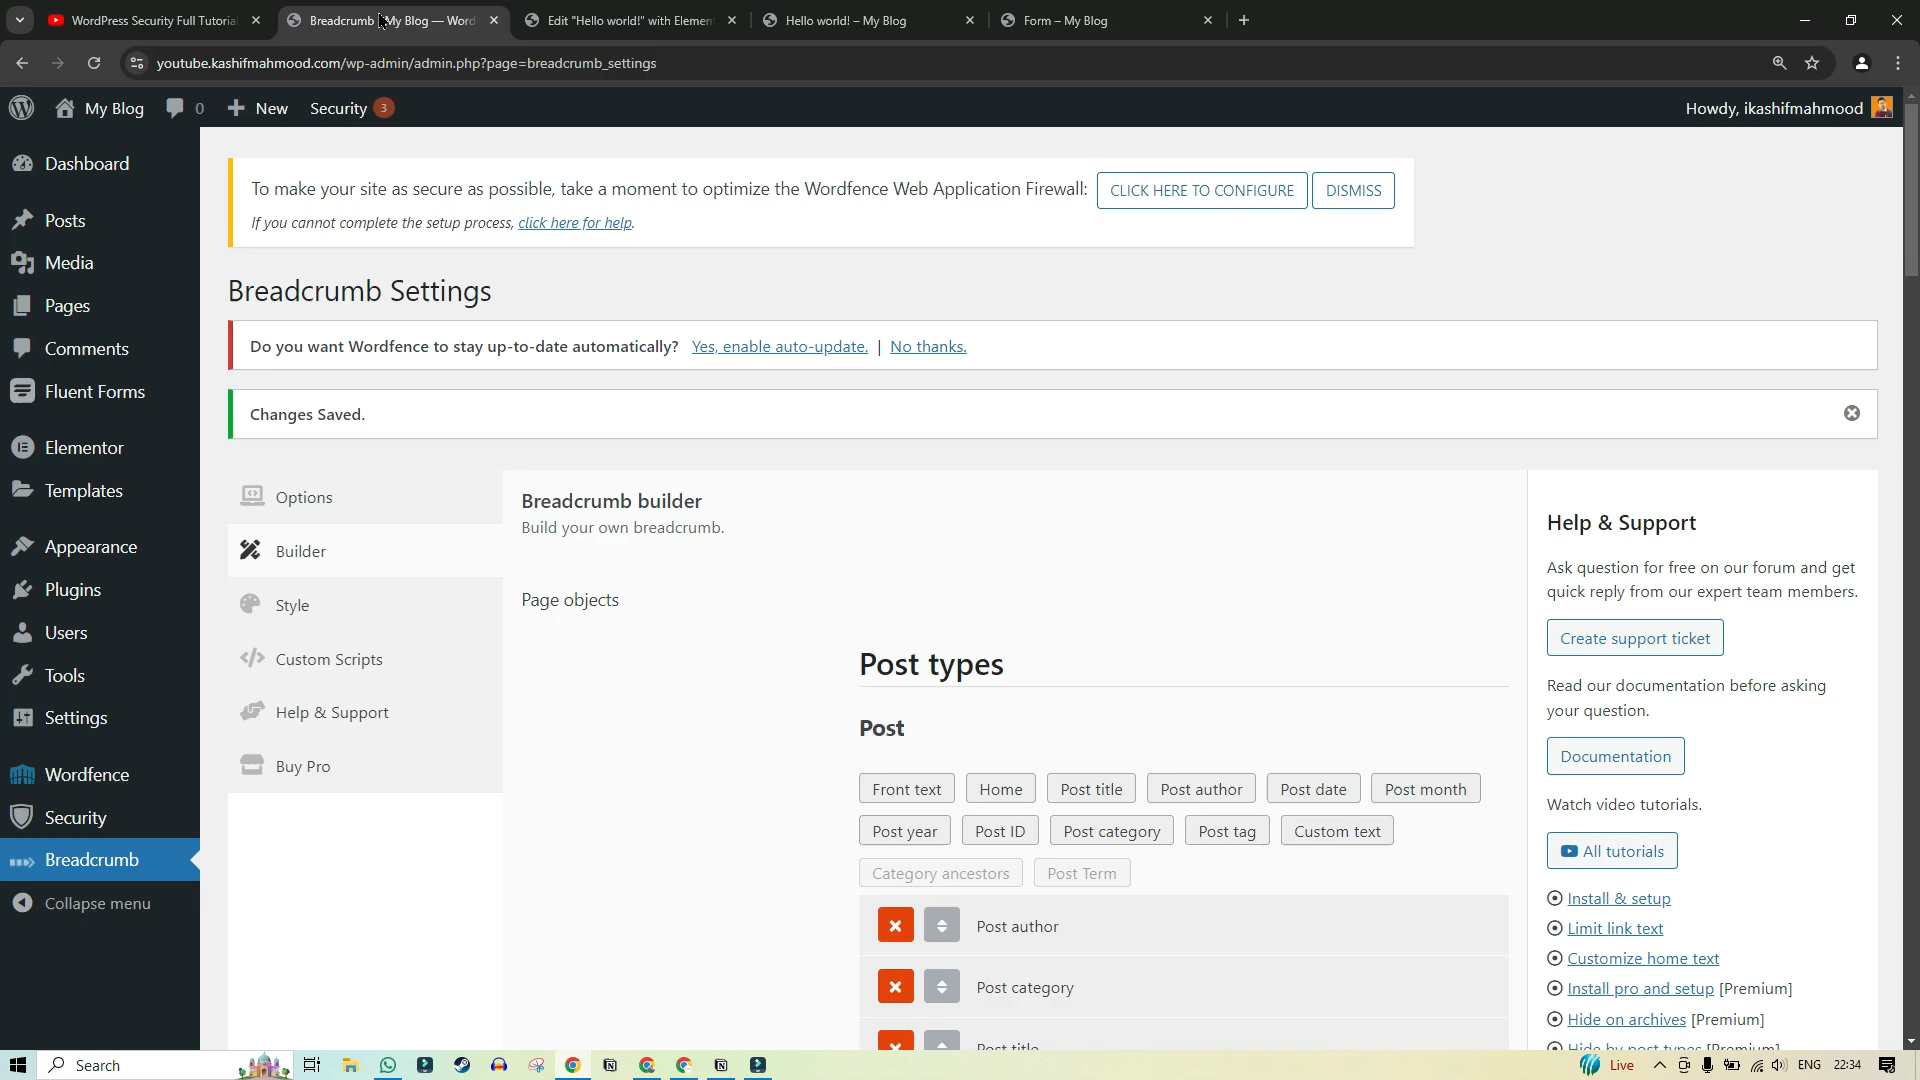 WordPress Security Full Tutoria
Breadcrumb My Blog — Word
Edit "Hello world!" with Elemen
Hello world! – My Blog
Form – My Blog
youtube.kashifmahmood.com/wp-admin/admin.php?page=breadcrumb_settings
My Blog
0
New
Security 3
Howdy, ikashifmahmood
Dashboard
Posts
Media
Pages
Comments
Fluent Forms
Elementor
Templates
Appearance
Plugins
Users
Tools
Settings
Wordfence
Security
Breadcrumb
Collapse menu
To make your site as secure as possible, take a moment to optimize the Wordfence Web Application Firewall: CLICK HERE TO CONFIGURE DISMISS
If you cannot complete the setup process, click here for help.
Breadcrumb Settings
Do you want Wordfence to stay up-to-date automatically? Yes, enable auto-update. | No thanks.
Changes Saved.
Options
Builder
Style
Custom Scripts
Help & Support
Buy Pro
Breadcrumb builder
Build your own breadcrumb.
Page objects
Post types
Post
Front text Home Post title Post author Post date Post month
Post year Post ID Post category Post tag Custom text
Category ancestors Post Term
Post author
Post category
Post title
Help & Support
Ask question for free on our forum and get
quick reply from our expert team members.
Create support ticket
Read our documentation before asking
your question.
Documentation
Watch video tutorials.
All tutorials
Install & setup
Limit link text
Customize home text
Install pro and setup [Premium]
Hide on archives [Premium]
Hide by post types [Premium]
Search
Live
ENG
22:34